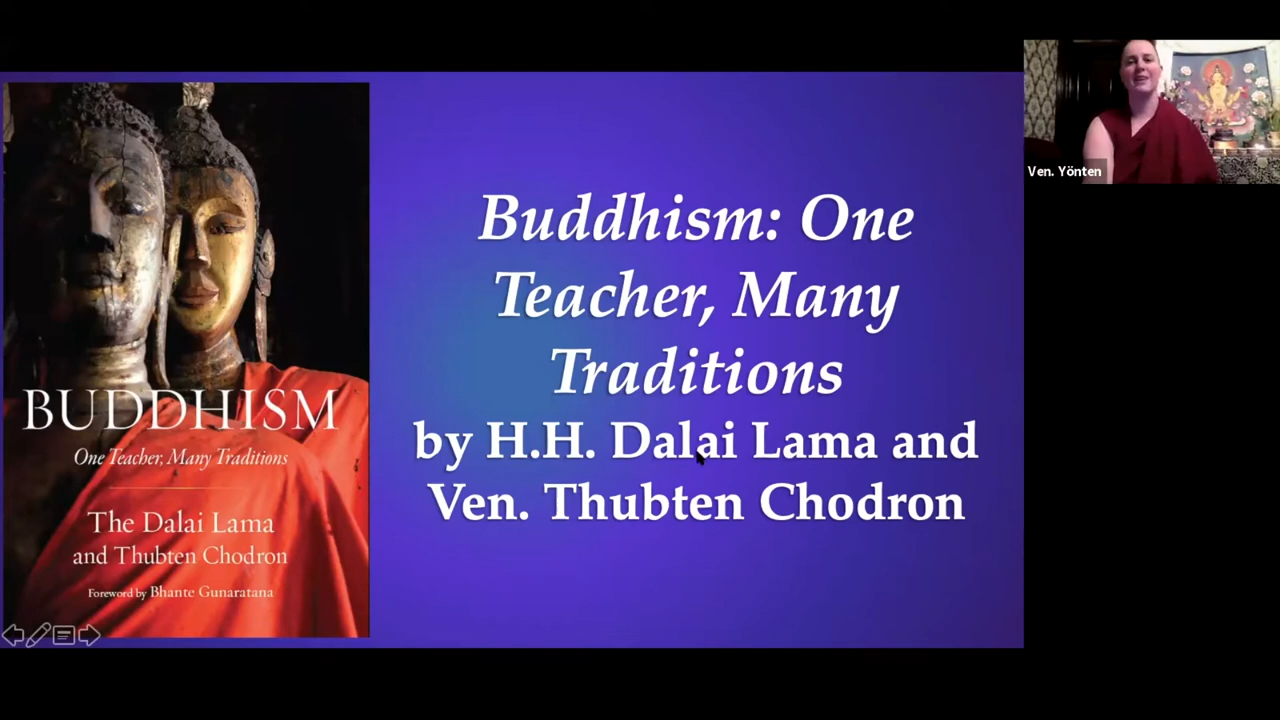 BUDDHISM
One Teacher, Many Traditions
The Dalai Lama
and Thubten Chodron
Foreword by Bhante Gunaratana
Buddhism: One
Teacher, Many
Traditions
by H.H. Dalai Lama and
Ven. Thubten Chodron
Ven. Yönten